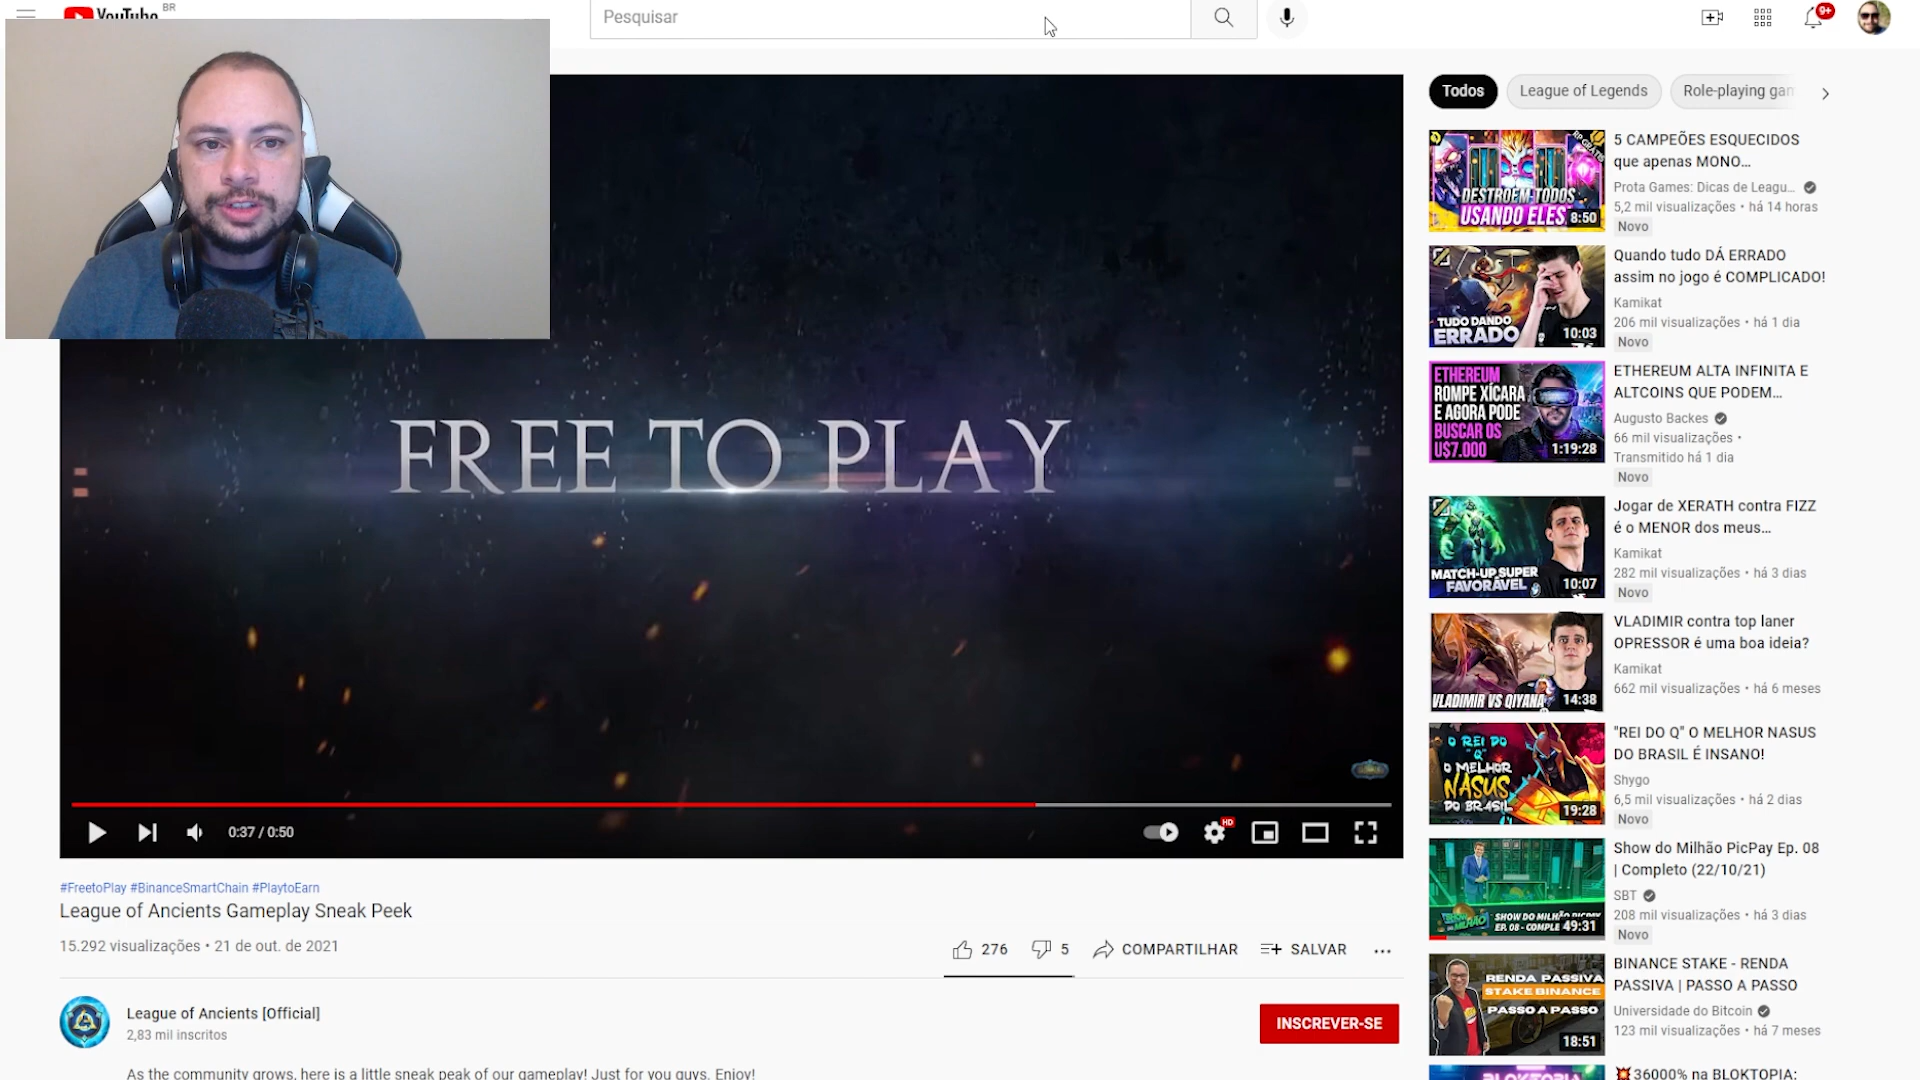 YouTube
BR
Pesquisar
9+
FREE TO PLAY
HD
0:37 / 0:50
#FreetoPlay #BinanceSmartChain #PlaytoEarn
League of Ancients Gameplay Sneak Peek
15.292 visualizações • 21 de out. de 2021
276
5
COMPARTILHAR
SALVAR
League of Ancients [Official]
2,83 mil inscritos
INSCREVER-SE
As the community grows, here is a little sneak peak of our gameplay! Just for you guys. Enjoy!
Todos
League of Legends
Role-playing gam
RP GRÁTIS
DESTROEM TODOS
USANDO ELES
8:50
5 CAMPEÕES ESQUECIDOS
que apenas MONO...
Prota Games: Dicas de Leagu...
5,2 mil visualizações • há 14 horas
Novo
TUDO DANDO
ERRADO
10:03
Quando tudo DÁ ERRADO
assim no jogo é COMPLICADO!
Kamikat
206 mil visualizações • há 1 dia
Novo
ETHEREUM
ROMPE XÍCARA
E AGORA PODE
BUSCAR OS
U$7.000
1:19:28
ETHEREUM ALTA INFINITA E
ALTCOINS QUE PODEM...
Augusto Backes
66 mil visualizações •
Transmitido há 1 dia
Novo
MATCH-UP SUPER
FAVORÁVEL
10:07
Jogar de XERATH contra FIZZ
é o MENOR dos meus...
Kamikat
282 mil visualizações • há 3 dias
Novo
VLADIMIR VS QIYANA
14:38
VLADIMIR contra top laner
OPRESSOR é uma boa ideia?
Kamikat
662 mil visualizações • há 6 meses
O REI DO
"Q"
O MELHOR
NASUS
DO BRASIL
19:28
"REI DO Q" O MELHOR NASUS
DO BRASIL É INSANO!
Shygo
6,5 mil visualizações • há 2 dias
Novo
SHOW DO MILHÃO PICPAY
EP. 08 - COMPLE
49:31
Show do Milhão PicPay Ep. 08
| Completo (22/10/21)
SBT
208 mil visualizações • há 3 dias
Novo
RENDA PASSIVA
STAKE BINANCE
PASSO A PASSO
18:51
BINANCE STAKE - RENDA
PASSIVA | PASSO A PASSO
Universidade do Bitcoin
123 mil visualizações • há 7 meses
BLOKTOPIA
36000% na BLOKTOPIA: